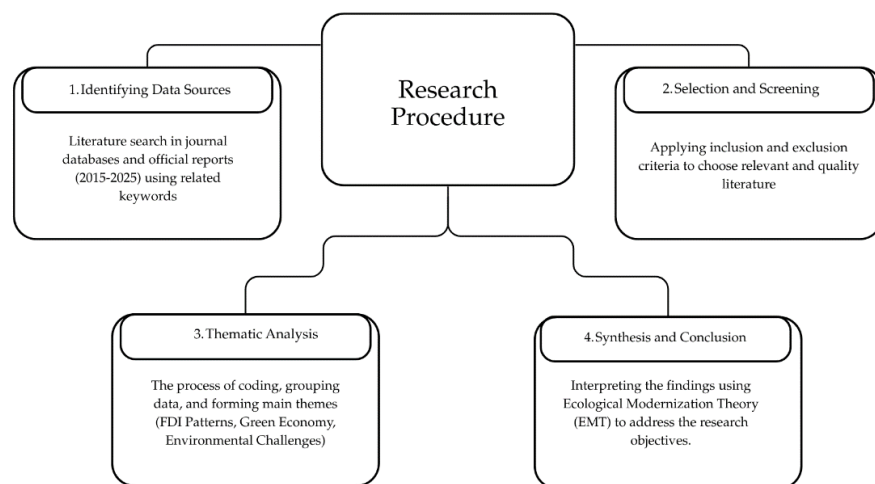 Research
Procedure
1. Identifying Data Sources
Literature search in journal
databases and official reports
(2015-2025) using related
keywords
2. Selection and Screening
Applying inclusion and exclusion
criteria to choose relevant and quality
literature
3. Thematic Analysis
The process of coding, grouping
data, and forming main themes
(FDI Patterns, Green Economy,
Environmental Challenges)
4. Synthesis and Conclusion
Interpreting the findings using
Ecological Modernization Theory
(EMT) to address the research
objectives.